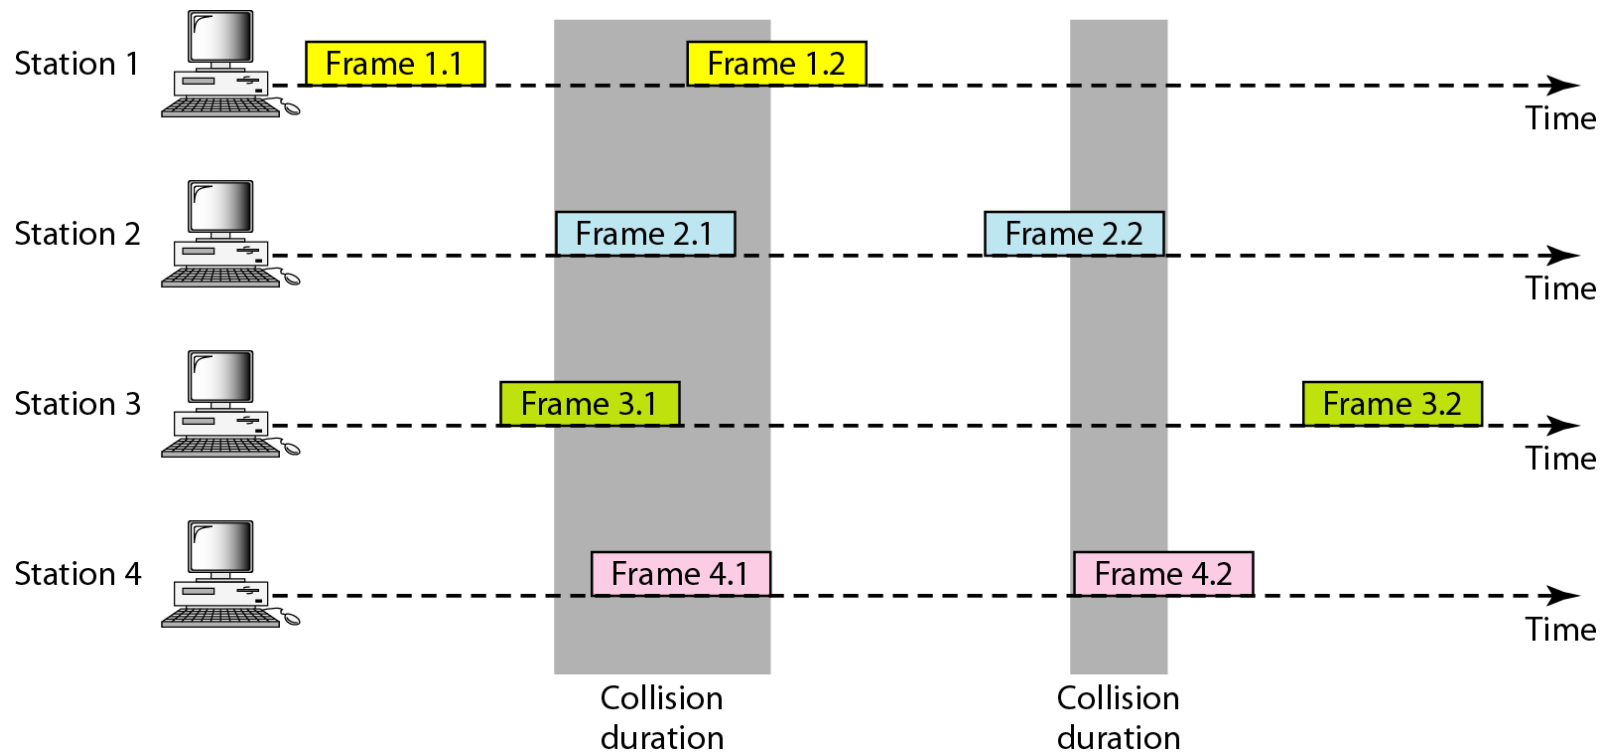 Station 1
Frame 1.1
Frame 1.2
Time
Station 2
Frame 2.1
Frame 2.2
Time
Station 3
Frame 3.1
Frame 3.2
Time
Station 4
Frame 4.1
Frame 4.2
Time
Collision
duration
Collision
duration